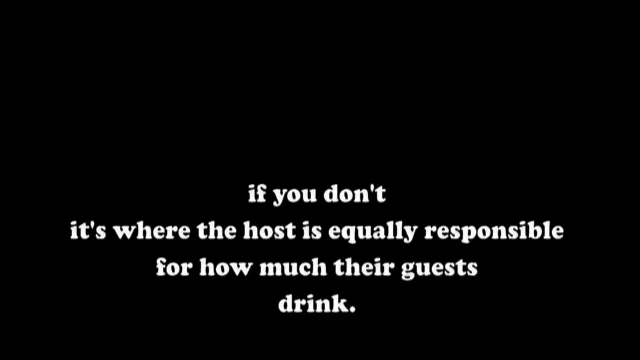 if you don't
it's where the host is equally responsible
for how much their guests
drink.